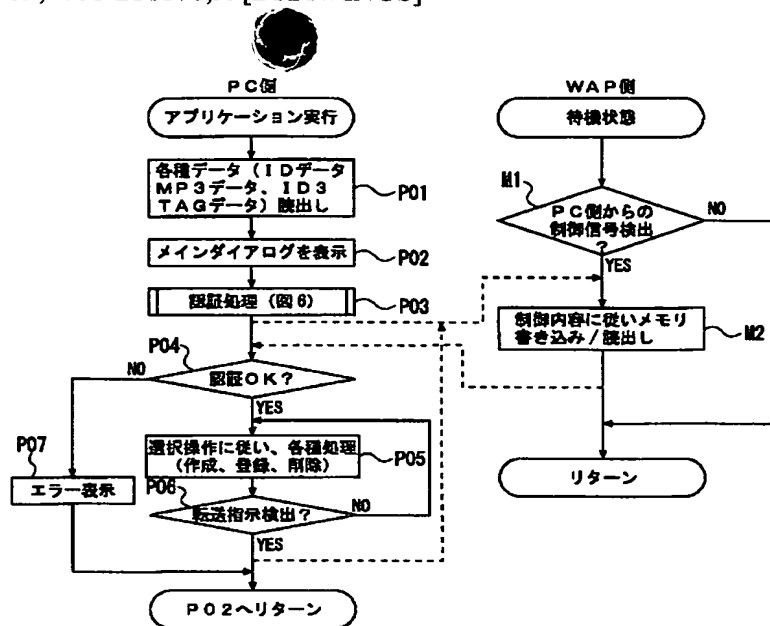 PC側
アプリケーション実行
各種データ(IDデータ
MP3データ、ID3
TAGデータ)読出し
P01
メインダイアログを表示
P02
認証処理(図6)
P03
P04
認証OK?
NO
YES
選択操作に従い、各種処理
(作成、登録、削除)
P05
P06
転送指示検出?
NO
YES
P07
エラー表示
P02へリターン
WAP側
待機状態
M1
PC側からの
制御信号検出
?
NO
YES
制御内容に従いメモリ
書き込み/読出し
M2
リターン